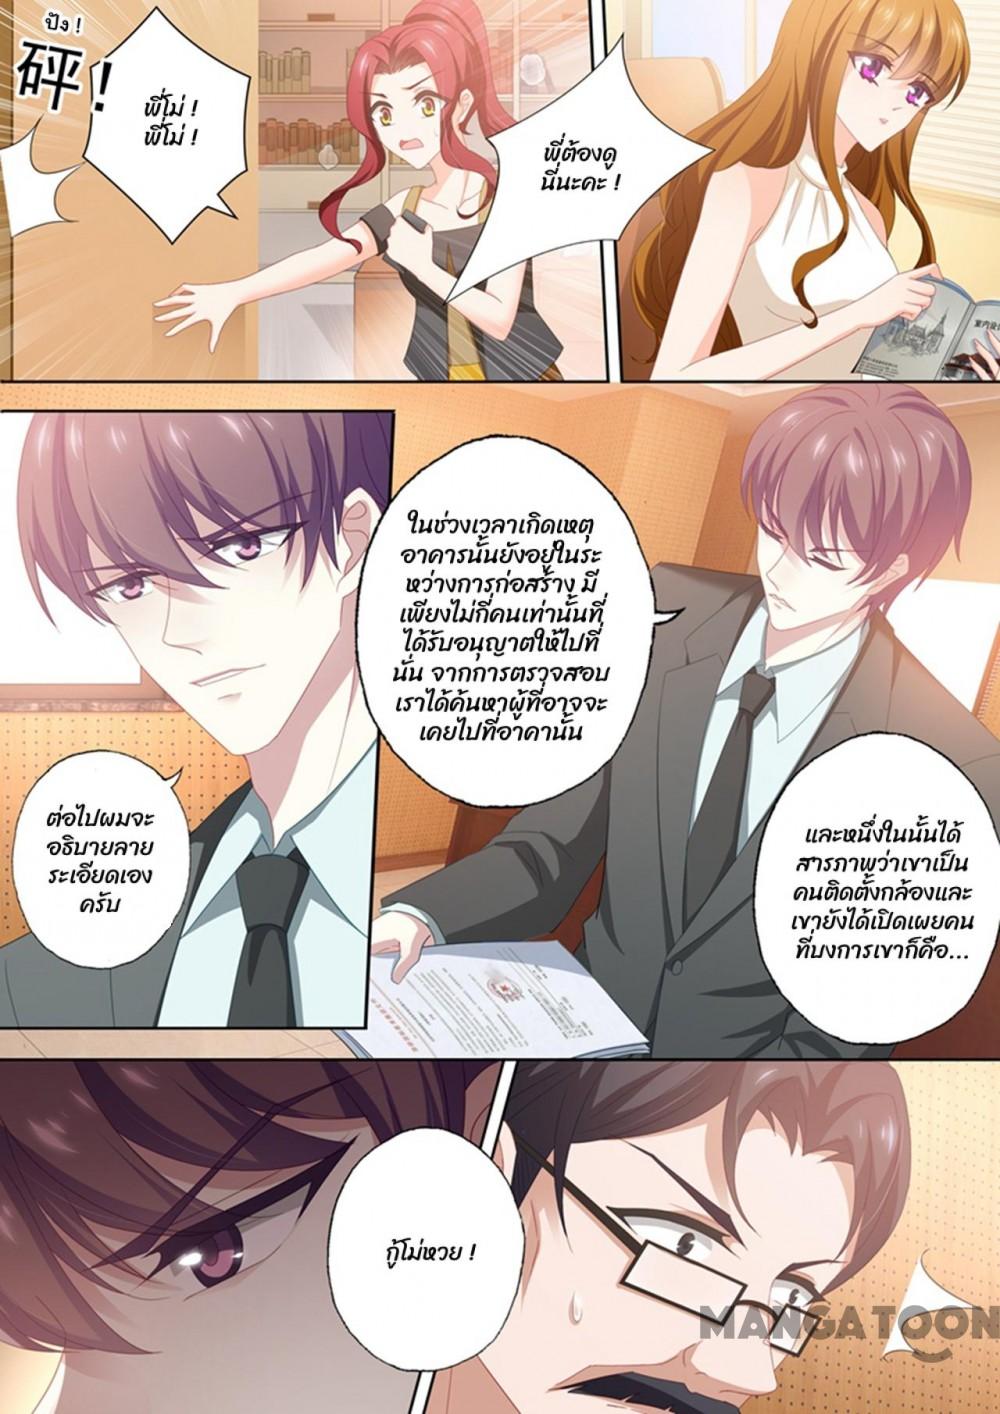 ปัง !
砰！
พี่โม่ !
พี่โม่ !
พี่ต้องดู
นี่นะคะ !
室内设
ในช่วงเวลาเกิดเหตุ
อาคารนั้นยังอยู่ในระ
หว่างการก่อสร้าง มี
เพียงไม่กี่คนเท่านั้นที่
ได้รับอนุญาตให้ไปที่
นั่น จากการตรวจสอบ
เราได้ค้นหาผู้ที่อาจจะ
เคยไปที่อาคานั้น
ต่อไปผมจะ
อธิบายลาย
ระเอียดเอง
ครับ
และหนึ่งในนั้นได้
สารภาพว่าเขาเป็น
คนติดตั้งกล้องและ
เขายังได้เปิดเผยคน
ที่บงการเขาก็คือ...
กู้โม่หวย !
MANGATOON